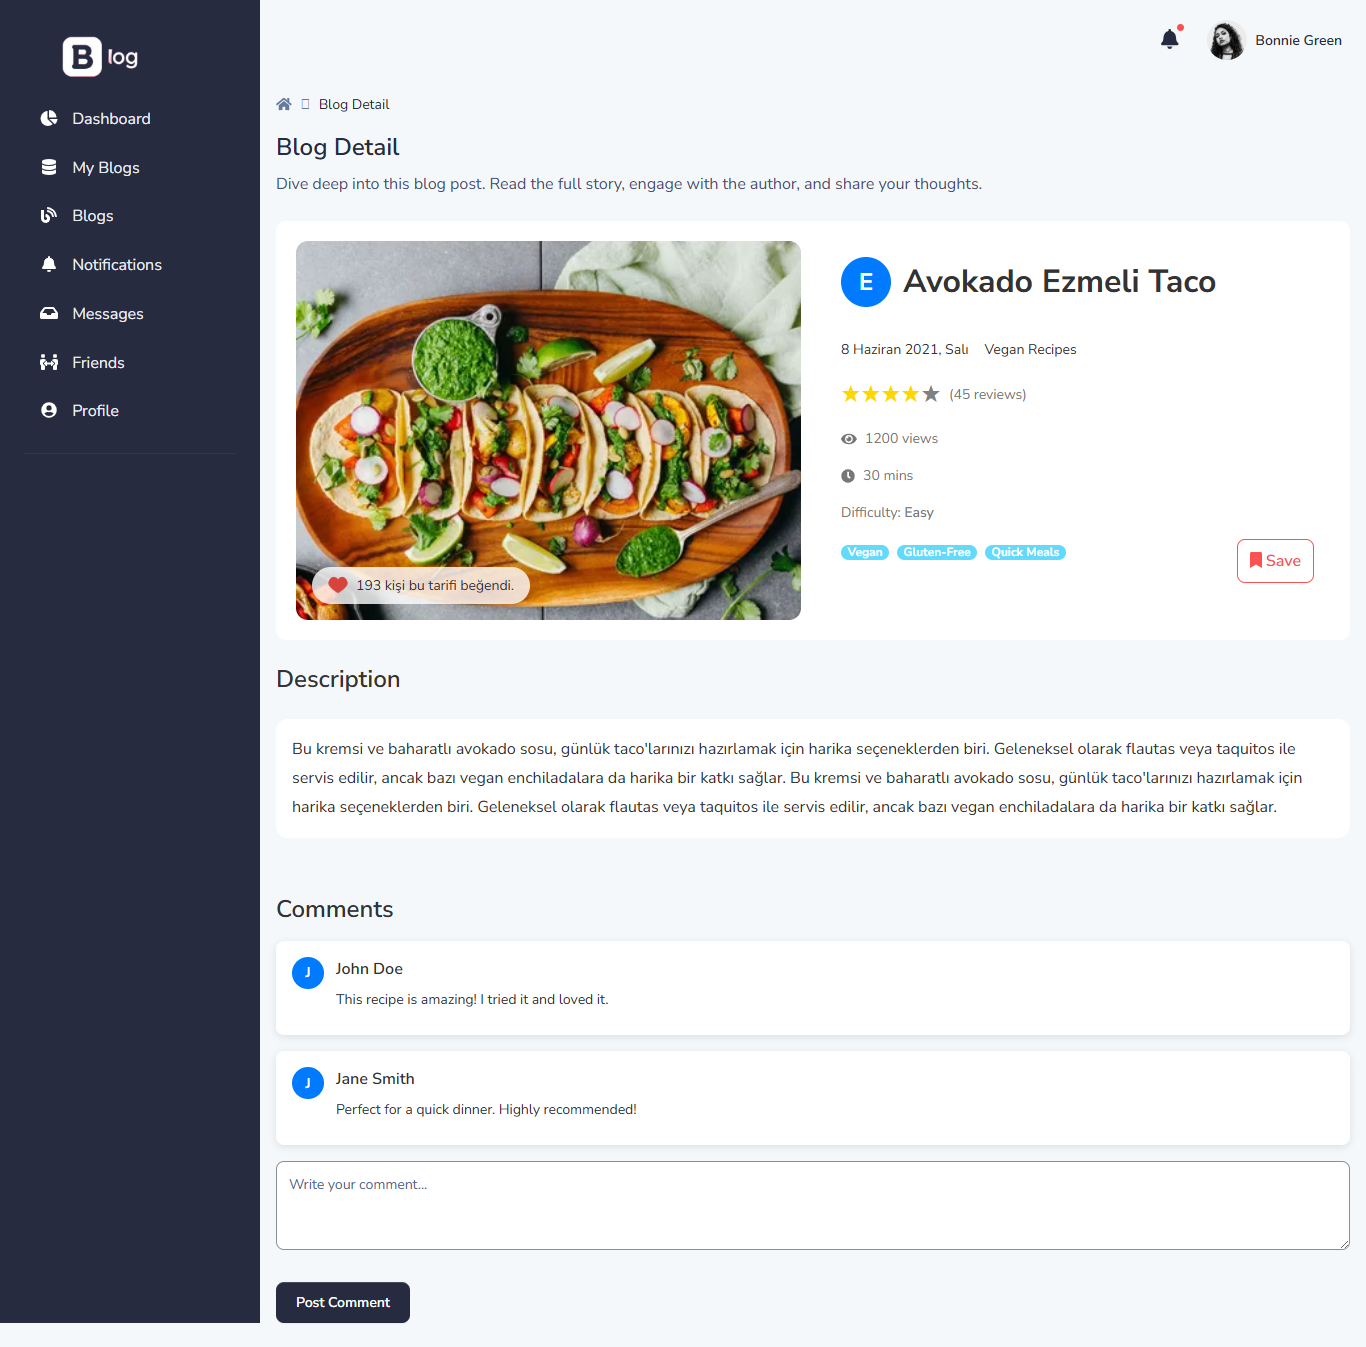 B log
Bonnie Green
Dashboard
My Blogs
Blogs
Notifications
Messages
Friends
Profile
Blog Detail
Blog Detail
Dive deep into this blog post. Read the full story, engage with the author, and share your thoughts.
E Avokado Ezmeli Taco
8 Haziran 2021, Salı Vegan Recipes
(45 reviews)
1200 views
30 mins
Difficulty: Easy
Vegan Gluten-Free Quick Meals
Save
193 kişi bu tarifi beğendi.
Description
Bu kremsi ve baharatlı avokado sosu, günlük taco'larınızı hazırlamak için harika seçeneklerden biri. Geleneksel olarak flautas veya taquitos ile
servis edilir, ancak bazı vegan enchiladalara da harika bir katkı sağlar. Bu kremsi ve baharatlı avokado sosu, günlük taco'larınızı hazırlamak için
harika seçeneklerden biri. Geleneksel olarak flautas veya taquitos ile servis edilir, ancak bazı vegan enchiladalara da harika bir katkı sağlar.
Comments
J John Doe
This recipe is amazing! I tried it and loved it.
J Jane Smith
Perfect for a quick dinner. Highly recommended!
Write your comment...
Post Comment